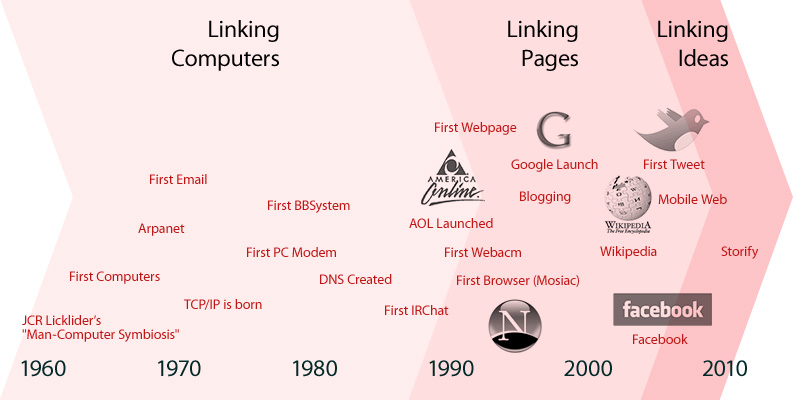 Linking
Computers
Linking
Pages
Linking
Ideas
First Webpage
G
Google Launch
First Tweet
First Email
AMERICA
Online
First BBSystem
Blogging
Mobile Web
WIKIPEDIA
The Free Encyclopedia
Arpanet
AOL Launched
First PC Modem
First Webacm
Wikipedia
Storify
First Computers
DNS Created
First Browser (Mosiac)
TCP/IP is born
First IRChat
N
facebook
JCR Licklider's
"Man-Computer Symbiosis"
Facebook
1960
1970
1980
1990
2000
2010